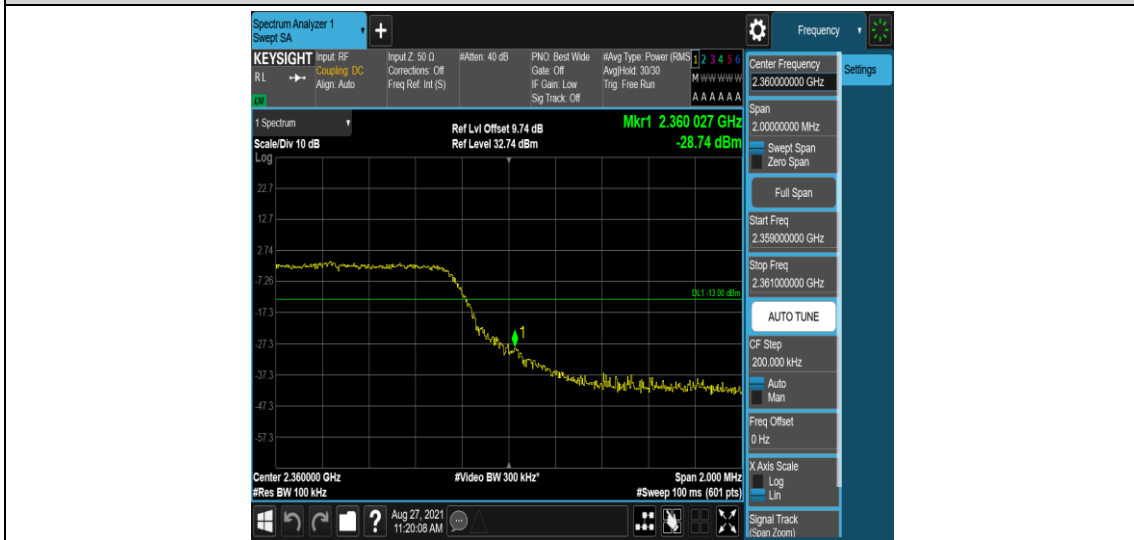 Spectrum Analyzer 1
Swept SA
+
Frequency
KEYSIGHT
RL
LXI
Input: RF
Coupling: DC
Align: Auto
Input Z: 50 Ω
Corrections: Off
Freq Ref: Int (S)
#Atten: 40 dB
PNO: Best Wide
Gate: Off
IF Gain: Low
Sig Track: Off
#Avg Type: Power (RMS
Avg|Hold: 30/30
Trig: Free Run
1 2 3 4 5 6
M W W W W W
A A A A A A
1 Spectrum
Scale/Div 10 dB
Ref Lvl Offset 9.74 dB
Ref Level 32.74 dBm
Mkr1 2.360 027 GHz
-28.74 dBm
Log
22.7
12.7
2.74
-7.26
-17.3
-27.3
-37.3
-47.3
-57.3
DL1 -13.00 dBm
1
Center 2.360000 GHz
#Res BW 100 kHz
#Video BW 300 kHz*
Span 2.000 MHz
#Sweep 100 ms (601 pts)
?
Aug 27, 2021
11:20:08 AM
Center Frequency
2.360000000 GHz
Settings
Span
2.00000000 MHz
Swept Span
Zero Span
Full Span
Start Freq
2.359000000 GHz
Stop Freq
2.361000000 GHz
AUTO TUNE
CF Step
200.000 kHz
Auto
Man
Freq Offset
0 Hz
X Axis Scale
Log
Lin
Signal Track
(Span Zoom)